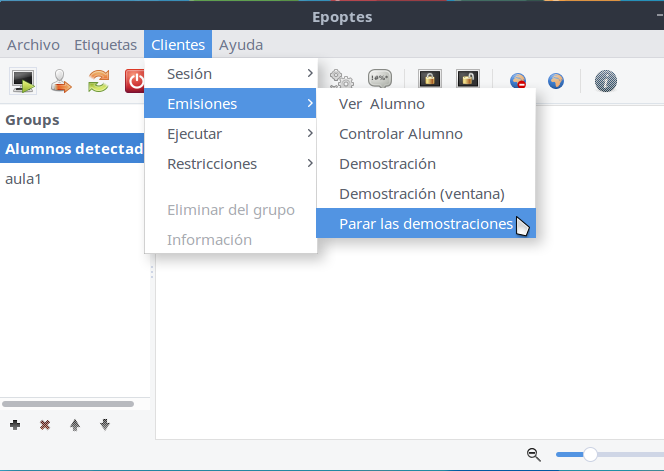 Epoptes
Archivo Etiquetas Clientes Ayuda
!#%*
Groups
Alumnos detectad
aula1
Sesión
Emisiones
Ejecutar
Restricciones
Eliminar del grupo
Información
Ver Alumno
Controlar Alumno
Demostración
Demostración (ventana)
Parar las demostraciones